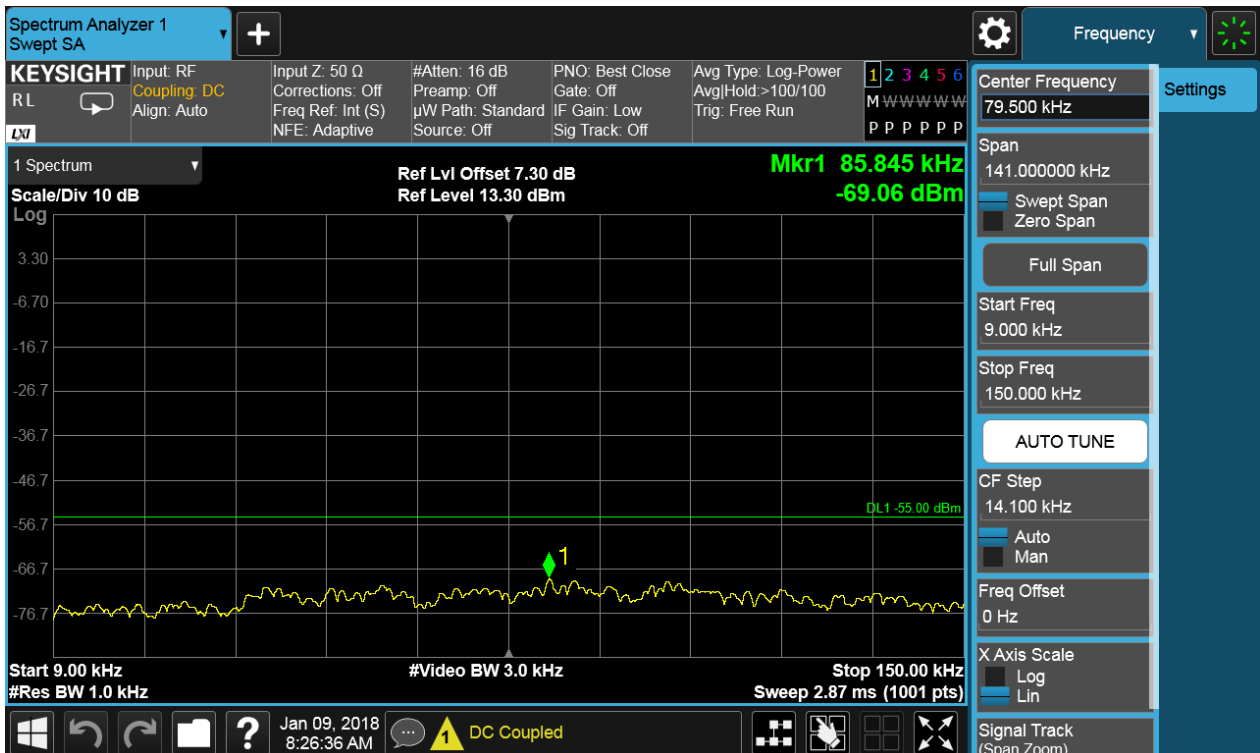 Spectrum Analyzer 1
Swept SA
Frequency
KEYSIGHT
R L
LXI
Input: RF
Coupling: DC
Align: Auto
Input Z: 50 Ω
Corrections: Off
Freq Ref: Int (S)
NFE: Adaptive
#Atten: 16 dB
Preamp: Off
µW Path: Standard
Source: Off
PNO: Best Close
Gate: Off
IF Gain: Low
Sig Track: Off
Avg Type: Log-Power
Avg|Hold:>100/100
Trig: Free Run
1 2 3 4 5 6
M W W W W W
P P P P P P
1 Spectrum
Scale/Div 10 dB
Log
Ref Lvl Offset 7.30 dB
Ref Level 13.30 dBm
Mkr1 85.845 kHz
-69.06 dBm
3.30
-6.70
-16.7
-26.7
-36.7
-46.7
-56.7
-66.7
-76.7
DL1 -55.00 dBm
1
Start 9.00 kHz
#Res BW 1.0 kHz
#Video BW 3.0 kHz
Stop 150.00 kHz
Sweep 2.87 ms (1001 pts)
Center Frequency
79.500 kHz
Span
141.000000 kHz
Swept Span
Zero Span
Full Span
Start Freq
9.000 kHz
Stop Freq
150.000 kHz
AUTO TUNE
CF Step
14.100 kHz
Auto
Man
Freq Offset
0 Hz
X Axis Scale
Log
Lin
Signal Track
(Span Zoom)
Settings
?
Jan 09, 2018
8:26:36 AM
1
DC Coupled